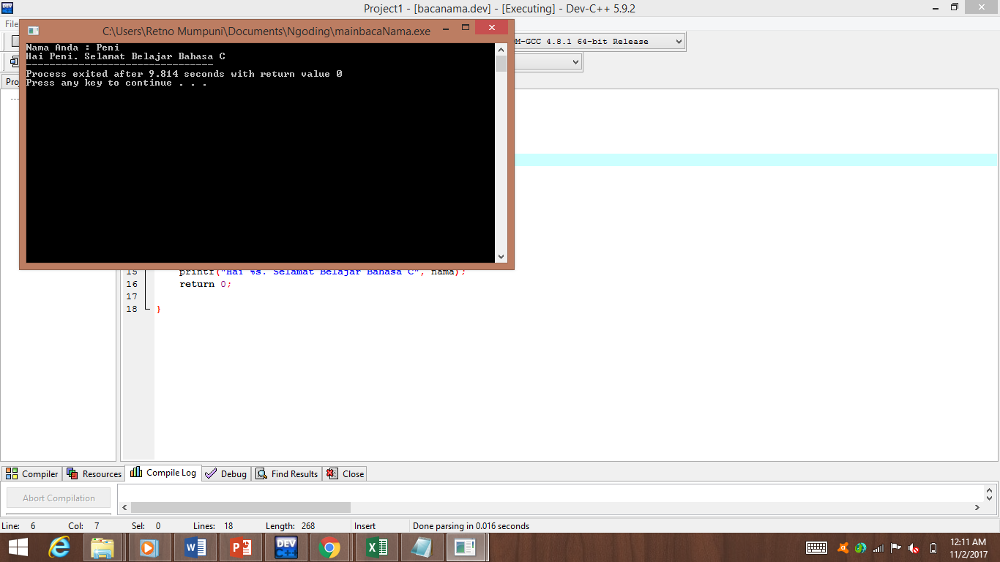 Project1 - [bacanama.dev] - [Executing] - Dev-C++ 5.9.2
File
C:\Users\Retno Mumpuni\Documents\Ngoding\mainbacaNama.exe
M-GCC 4.8.1 64-bit Release
Nama Anda : Peni
Hai Peni. Selamat Belajar Bahasa C
--------------------------------
Process exited after 9.814 seconds with return value 0
Press any key to continue . . .
15 printf("Hai %s. Selamat Belajar Bahasa C", nama);
16 return 0;
17
18 }
Compiler Resources Compile Log Debug Find Results Close
Abort Compilation
Line: 6 Col: 7 Sel: 0 Lines: 18 Length: 268 Insert Done parsing in 0.016 seconds
DEV C++
12:11 AM
11/2/2017